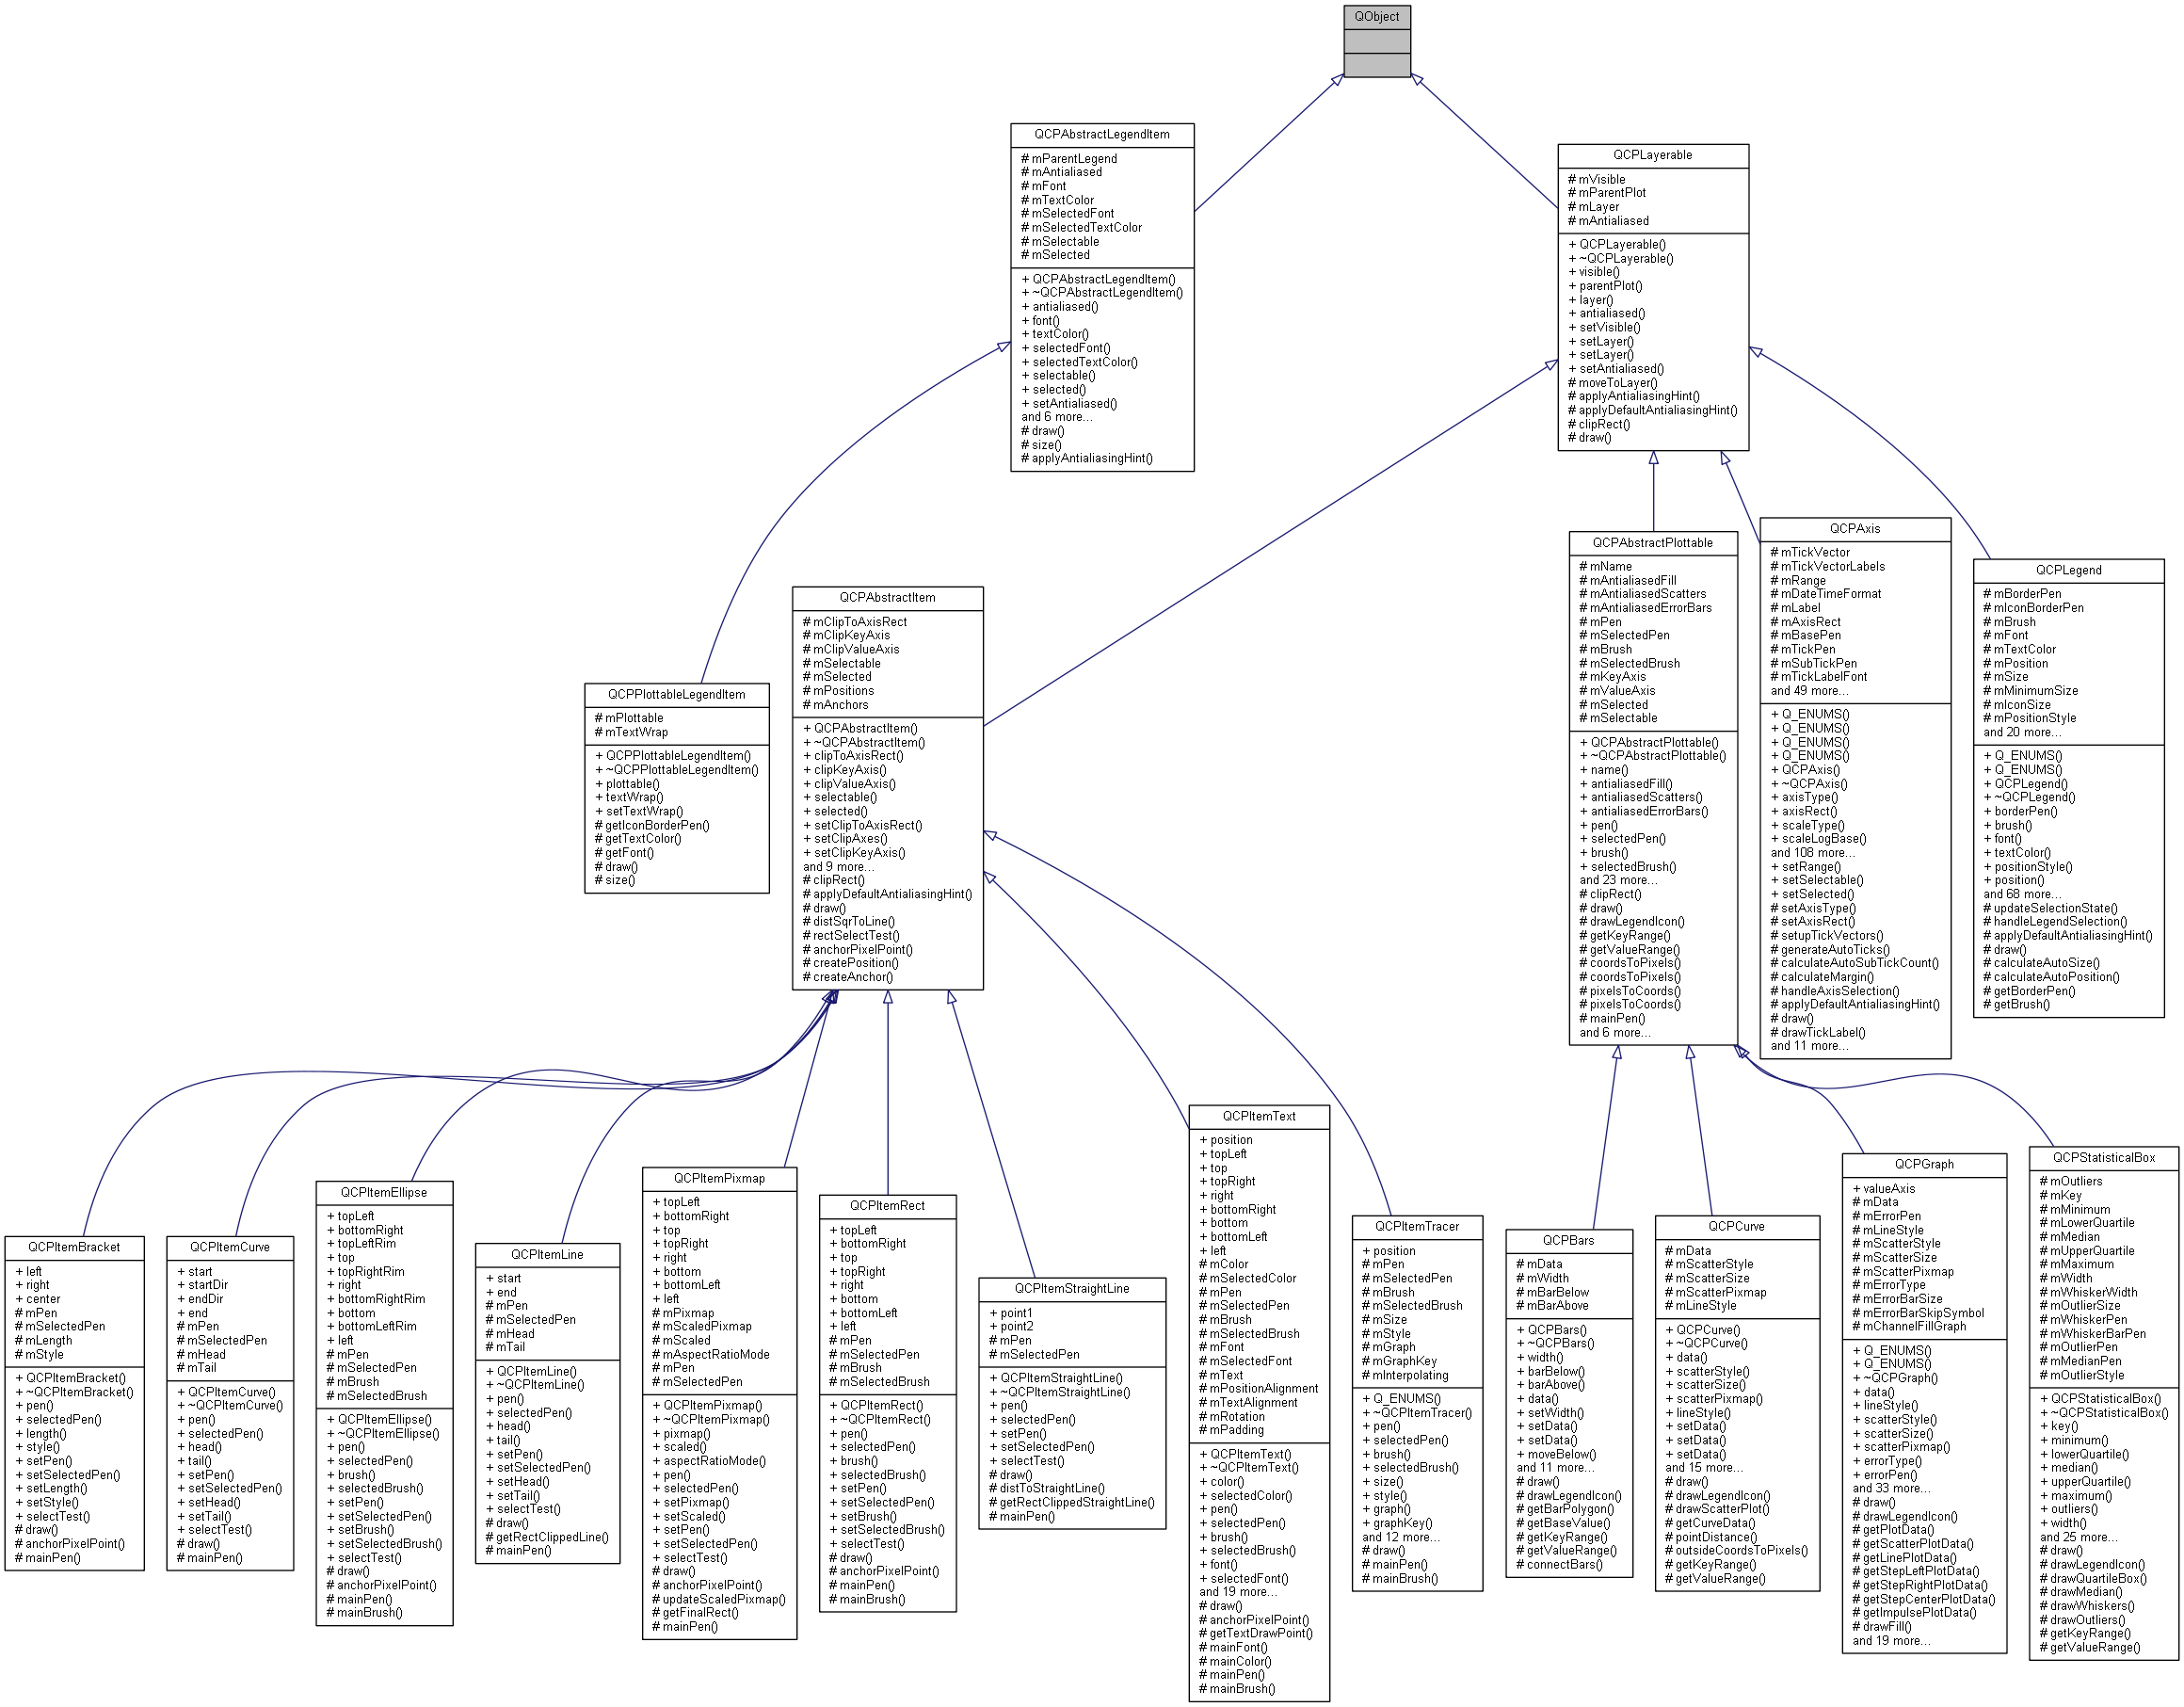 QObject
QCPAbstractLegendItem
# mParentLegend
# mAntialiased
# mFont
# mTextColor
# mSelectedFont
# mSelectedTextColor
# mSelectable
# mSelected
+ QCPAbstractLegendItem()
+ ~QCPAbstractLegendItem()
+ antialiased()
+ font()
+ textColor()
+ selectedFont()
+ selectedTextColor()
+ selectable()
+ selected()
+ setAntialiased()
and 6 more...
# draw()
# size()
# applyAntialiasingHint()
QCPLayerable
# mVisible
# mParentPlot
# mLayer
# mAntialiased
+ QCPLayerable()
+ ~QCPLayerable()
+ visible()
+ parentPlot()
+ layer()
+ antialiased()
+ setVisible()
+ setLayer()
+ setLayer()
+ setAntialiased()
# moveToLayer()
# applyAntialiasingHint()
# applyDefaultAntialiasingHint()
# clipRect()
# draw()
QCPPlottableLegendItem
# mPlottable
# mTextWrap
+ QCPPlottableLegendItem()
+ ~QCPPlottableLegendItem()
+ plottable()
+ textWrap()
+ setTextWrap()
# getIconBorderPen()
# getTextColor()
# getFont()
# draw()
# size()
QCPAbstractItem
# mClipToAxisRect
# mClipKeyAxis
# mClipValueAxis
# mSelectable
# mSelected
# mPositions
# mAnchors
+ QCPAbstractItem()
+ ~QCPAbstractItem()
+ clipToAxisRect()
+ clipKeyAxis()
+ clipValueAxis()
+ selectable()
+ selected()
+ setClipToAxisRect()
+ setClipAxes()
+ setClipKeyAxis()
and 9 more...
# clipRect()
# applyDefaultAntialiasingHint()
# draw()
# distSqrToLine()
# rectSelectTest()
# anchorPixelPoint()
# createPosition()
# createAnchor()
QCPAbstractPlottable
# mName
# mAntialiasedFill
# mAntialiasedScatters
# mAntialiasedErrorBars
# mPen
# mSelectedPen
# mBrush
# mSelectedBrush
# mKeyAxis
# mValueAxis
# mSelected
# mSelectable
+ QCPAbstractPlottable()
+ ~QCPAbstractPlottable()
+ name()
+ antialiasedFill()
+ antialiasedScatters()
+ antialiasedErrorBars()
+ pen()
+ selectedPen()
+ brush()
+ selectedBrush()
and 23 more...
# clipRect()
# draw()
# drawLegendIcon()
# getKeyRange()
# getValueRange()
# coordsToPixels()
# coordsToPixels()
# pixelsToCoords()
# pixelsToCoords()
# mainPen()
and 6 more...
QCPAxis
# mTickVector
# mTickVectorLabels
# mRange
# mDateTimeFormat
# mLabel
# mAxisRect
# mBasePen
# mTickPen
# mSubTickPen
# mTickLabelFont
and 49 more...
+ Q_ENUMS()
+ Q_ENUMS()
+ Q_ENUMS()
+ Q_ENUMS()
+ QCPAxis()
+ ~QCPAxis()
+ axisType()
+ axisRect()
+ scaleType()
+ scaleLogBase()
and 108 more...
+ setRange()
+ setSelectable()
+ setSelected()
# setAxisType()
# setAxisRect()
# setupTickVectors()
# generateAutoTicks()
# calculateAutoSubTickCount()
# calculateMargin()
# handleAxisSelection()
# applyDefaultAntialiasingHint()
# draw()
# drawTickLabel()
and 11 more...
QCPLegend
# mBorderPen
# mIconBorderPen
# mBrush
# mFont
# mTextColor
# mPosition
# mSize
# mMinimumSize
# mIconSize
# mPositionStyle
and 20 more...
+ Q_ENUMS()
+ Q_ENUMS()
+ QCPLegend()
+ ~QCPLegend()
+ borderPen()
+ brush()
+ font()
+ textColor()
+ positionStyle()
+ position()
and 68 more...
# updateSelectionState()
# handleLegendSelection()
# applyDefaultAntialiasingHint()
# draw()
# calculateAutoSize()
# calculateAutoPosition()
# getBorderPen()
# getBrush()
QCPItemBracket
+ left
+ right
+ center
# mPen
# mSelectedPen
# mLength
# mStyle
+ QCPItemBracket()
+ ~QCPItemBracket()
+ pen()
+ selectedPen()
+ length()
+ style()
+ setPen()
+ setSelectedPen()
+ setLength()
+ setStyle()
+ selectTest()
# draw()
# anchorPixelPoint()
# mainPen()
QCPItemCurve
+ start
+ startDir
+ endDir
+ end
# mPen
# mSelectedPen
# mHead
# mTail
+ QCPItemCurve()
+ ~QCPItemCurve()
+ pen()
+ selectedPen()
+ head()
+ tail()
+ setPen()
+ setSelectedPen()
+ setHead()
+ setTail()
+ selectTest()
# draw()
# mainPen()
QCPItemEllipse
+ topLeft
+ bottomRight
+ topLeftRim
+ top
+ topRightRim
+ right
+ bottomRightRim
+ bottom
+ bottomLeftRim
+ left
# mPen
# mSelectedPen
# mBrush
# mSelectedBrush
+ QCPItemEllipse()
+ ~QCPItemEllipse()
+ pen()
+ selectedPen()
+ brush()
+ selectedBrush()
+ setPen()
+ setSelectedPen()
+ setBrush()
+ setSelectedBrush()
+ selectTest()
# draw()
# anchorPixelPoint()
# mainPen()
# mainBrush()
QCPItemLine
+ start
+ end
# mPen
# mSelectedPen
# mHead
# mTail
+ QCPItemLine()
+ ~QCPItemLine()
+ pen()
+ selectedPen()
+ head()
+ tail()
+ setPen()
+ setSelectedPen()
+ setHead()
+ setTail()
+ selectTest()
# draw()
# getRectClippedLine()
# mainPen()
QCPItemPixmap
+ topLeft
+ bottomRight
+ top
+ topRight
+ right
+ bottom
+ bottomLeft
+ left
# mPixmap
# mScaledPixmap
# mScaled
# mAspectRatioMode
# mPen
# mSelectedPen
+ QCPItemPixmap()
+ ~QCPItemPixmap()
+ pixmap()
+ scaled()
+ aspectRatioMode()
+ pen()
+ selectedPen()
+ setPixmap()
+ setScaled()
+ setPen()
+ setSelectedPen()
+ selectTest()
# draw()
# anchorPixelPoint()
# updateScaledPixmap()
# getFinalRect()
# mainPen()
QCPItemRect
+ topLeft
+ bottomRight
+ top
+ topRight
+ right
+ bottom
+ bottomLeft
+ left
# mPen
# mSelectedPen
# mBrush
# mSelectedBrush
+ QCPItemRect()
+ ~QCPItemRect()
+ pen()
+ selectedPen()
+ brush()
+ selectedBrush()
+ setPen()
+ setSelectedPen()
+ setBrush()
+ setSelectedBrush()
+ selectTest()
# draw()
# anchorPixelPoint()
# mainPen()
# mainBrush()
QCPItemStraightLine
+ point1
+ point2
# mPen
# mSelectedPen
+ QCPItemStraightLine()
+ ~QCPItemStraightLine()
+ pen()
+ selectedPen()
+ setPen()
+ setSelectedPen()
+ selectTest()
# draw()
# distToStraightLine()
# getRectClippedStraightLine()
# mainPen()
QCPItemText
+ position
+ topLeft
+ top
+ topRight
+ right
+ bottomRight
+ bottom
+ bottomLeft
+ left
# mColor
# mSelectedColor
# mPen
# mSelectedPen
# mBrush
# mSelectedBrush
# mFont
# mSelectedFont
# mText
# mPositionAlignment
# mTextAlignment
# mRotation
# mPadding
+ QCPItemText()
+ ~QCPItemText()
+ color()
+ selectedColor()
+ pen()
+ selectedPen()
+ brush()
+ selectedBrush()
+ font()
+ selectedFont()
and 19 more...
# draw()
# anchorPixelPoint()
# getTextDrawPoint()
# mainFont()
# mainColor()
# mainPen()
# mainBrush()
QCPItemTracer
+ position
# mPen
# mSelectedPen
# mBrush
# mSelectedBrush
# mSize
# mStyle
# mGraph
# mGraphKey
# mInterpolating
+ Q_ENUMS()
+ ~QCPItemTracer()
+ pen()
+ selectedPen()
+ brush()
+ selectedBrush()
+ size()
+ style()
+ graph()
+ graphKey()
and 12 more...
# draw()
# mainPen()
# mainBrush()
QCPBars
# mData
# mWidth
# mBarBelow
# mBarAbove
+ QCPBars()
+ ~QCPBars()
+ width()
+ barBelow()
+ barAbove()
+ data()
+ setWidth()
+ setData()
+ setData()
+ moveBelow()
and 11 more...
# draw()
# drawLegendIcon()
# getBarPolygon()
# getBaseValue()
# getKeyRange()
# getValueRange()
# connectBars()
QCPCurve
# mData
# mScatterStyle
# mScatterSize
# mScatterPixmap
# mLineStyle
+ QCPCurve()
+ ~QCPCurve()
+ data()
+ scatterStyle()
+ scatterSize()
+ scatterPixmap()
+ lineStyle()
+ setData()
+ setData()
+ setData()
and 15 more...
# draw()
# drawLegendIcon()
# drawScatterPlot()
# getCurveData()
# pointDistance()
# outsideCoordsToPixels()
# getKeyRange()
# getValueRange()
QCPGraph
+ valueAxis
# mData
# mErrorPen
# mLineStyle
# mScatterStyle
# mScatterSize
# mScatterPixmap
# mErrorType
# mErrorBarSize
# mErrorBarSkipSymbol
# mChannelFillGraph
+ Q_ENUMS()
+ Q_ENUMS()
+ ~QCPGraph()
+ data()
+ lineStyle()
+ scatterStyle()
+ scatterSize()
+ scatterPixmap()
+ errorType()
+ errorPen()
and 33 more...
# draw()
# drawLegendIcon()
# getPlotData()
# getScatterPlotData()
# getLinePlotData()
# getStepLeftPlotData()
# getStepRightPlotData()
# getStepCenterPlotData()
# getImpulsePlotData()
# drawFill()
and 19 more...
QCPStatisticalBox
# mOutliers
# mKey
# mMinimum
# mLowerQuartile
# mMedian
# mUpperQuartile
# mMaximum
# mWidth
# mWhiskerWidth
# mOutlierSize
# mWhiskerPen
# mWhiskerBarPen
# mOutlierPen
# mMedianPen
# mOutlierStyle
+ QCPStatisticalBox()
+ ~QCPStatisticalBox()
+ key()
+ minimum()
+ lowerQuartile()
+ median()
+ upperQuartile()
+ maximum()
+ outliers()
+ width()
and 25 more...
# draw()
# drawLegendIcon()
# drawQuartileBox()
# drawMedian()
# drawWhiskers()
# drawOutliers()
# getKeyRange()
# getValueRange()